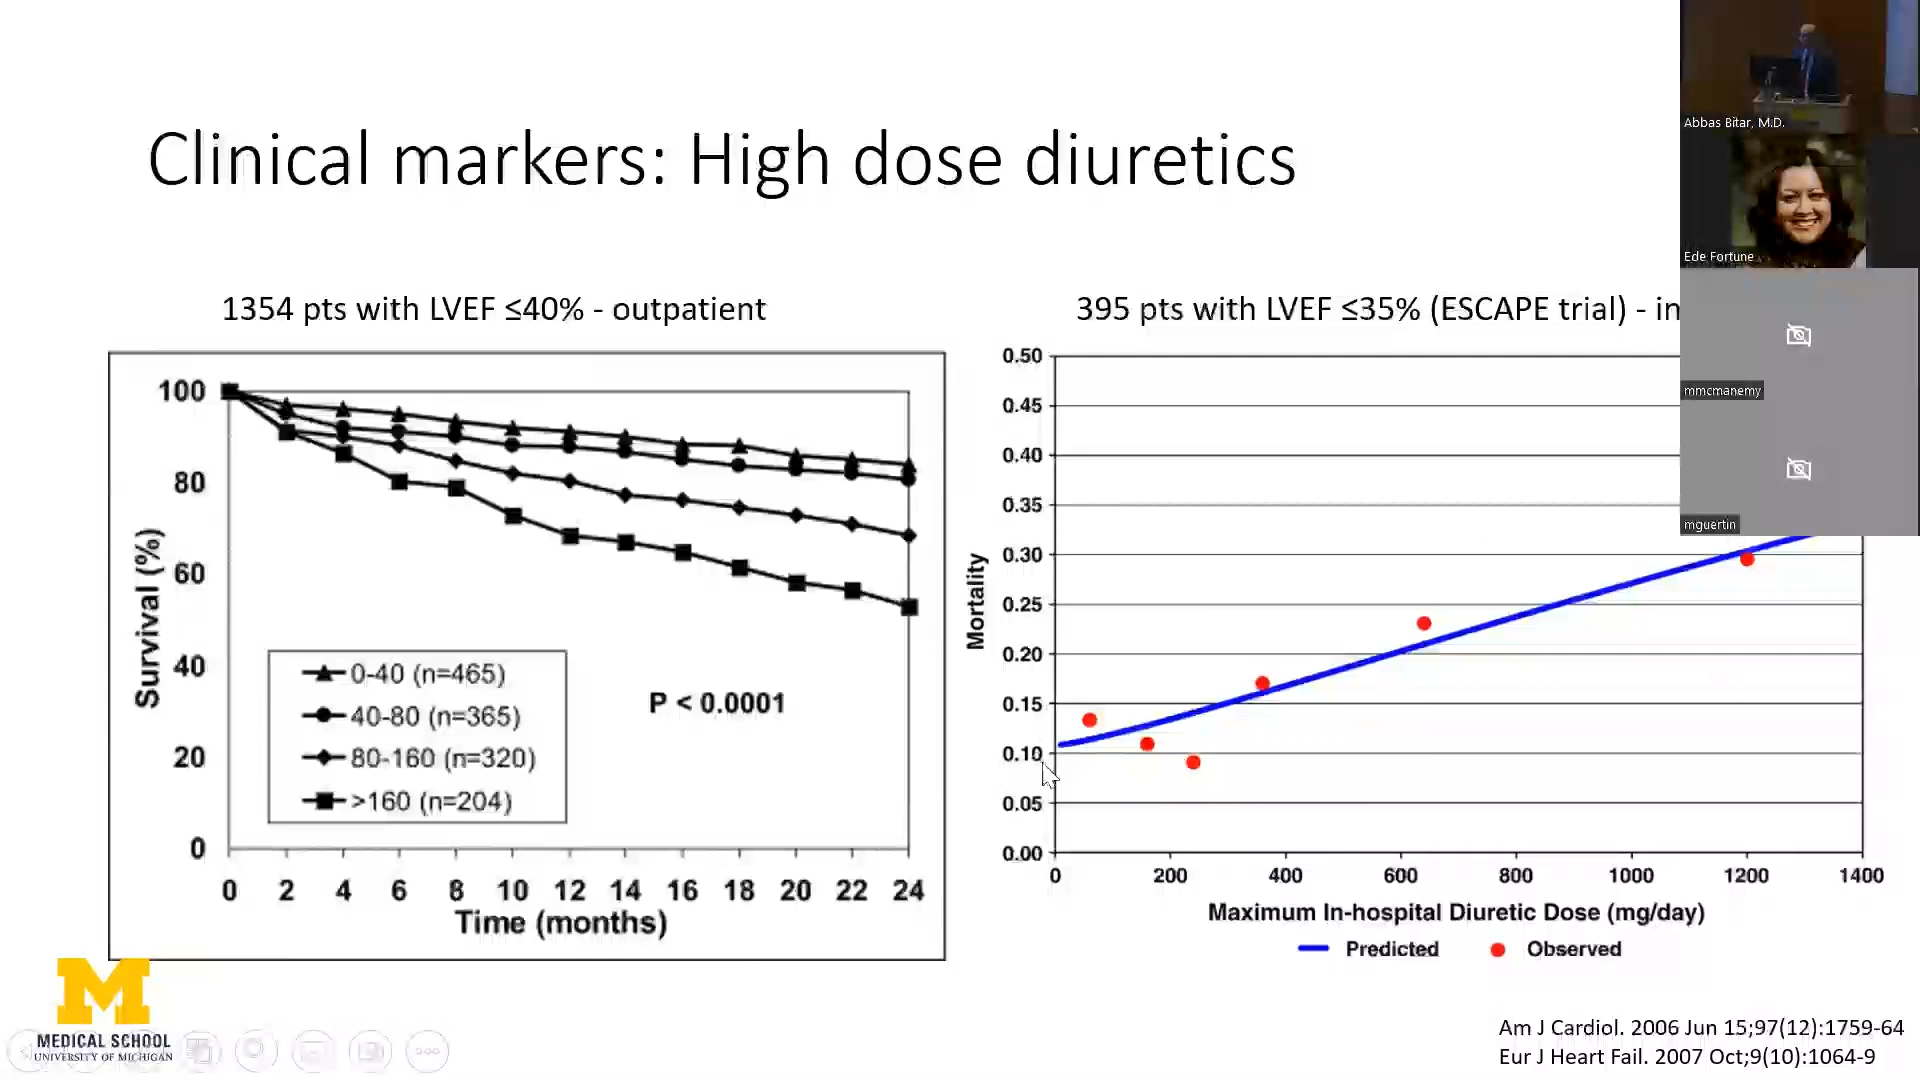 Clinical markers: High dose diuretics
1354 pts with LVEF ≤40% - outpatient
395 pts with LVEF ≤35% (ESCAPE trial) - in
100
80
60
40
20
0
Survival (%)
0-40 (n=465)
40-80 (n=365)
80-160 (n=320)
>160 (n=204)
P < 0.0001
0 2 4 6 8 10 12 14 16 18 20 22 24
Time (months)
0.50
0.45
0.40
0.35
0.30
0.25
0.20
0.15
0.10
0.05
0.00
Mortality
0 200 400 600 800 1000 1200 1400
Maximum In-hospital Diuretic Dose (mg/day)
Predicted Observed
Abbas Bitar, M.D.
Ede Fortune
mmcmanemy
mguertin
M
MEDICAL SCHOOL
UNIVERSITY OF MICHIGAN
Am J Cardiol. 2006 Jun 15;97(12):1759-64
Eur J Heart Fail. 2007 Oct;9(10):1064-9